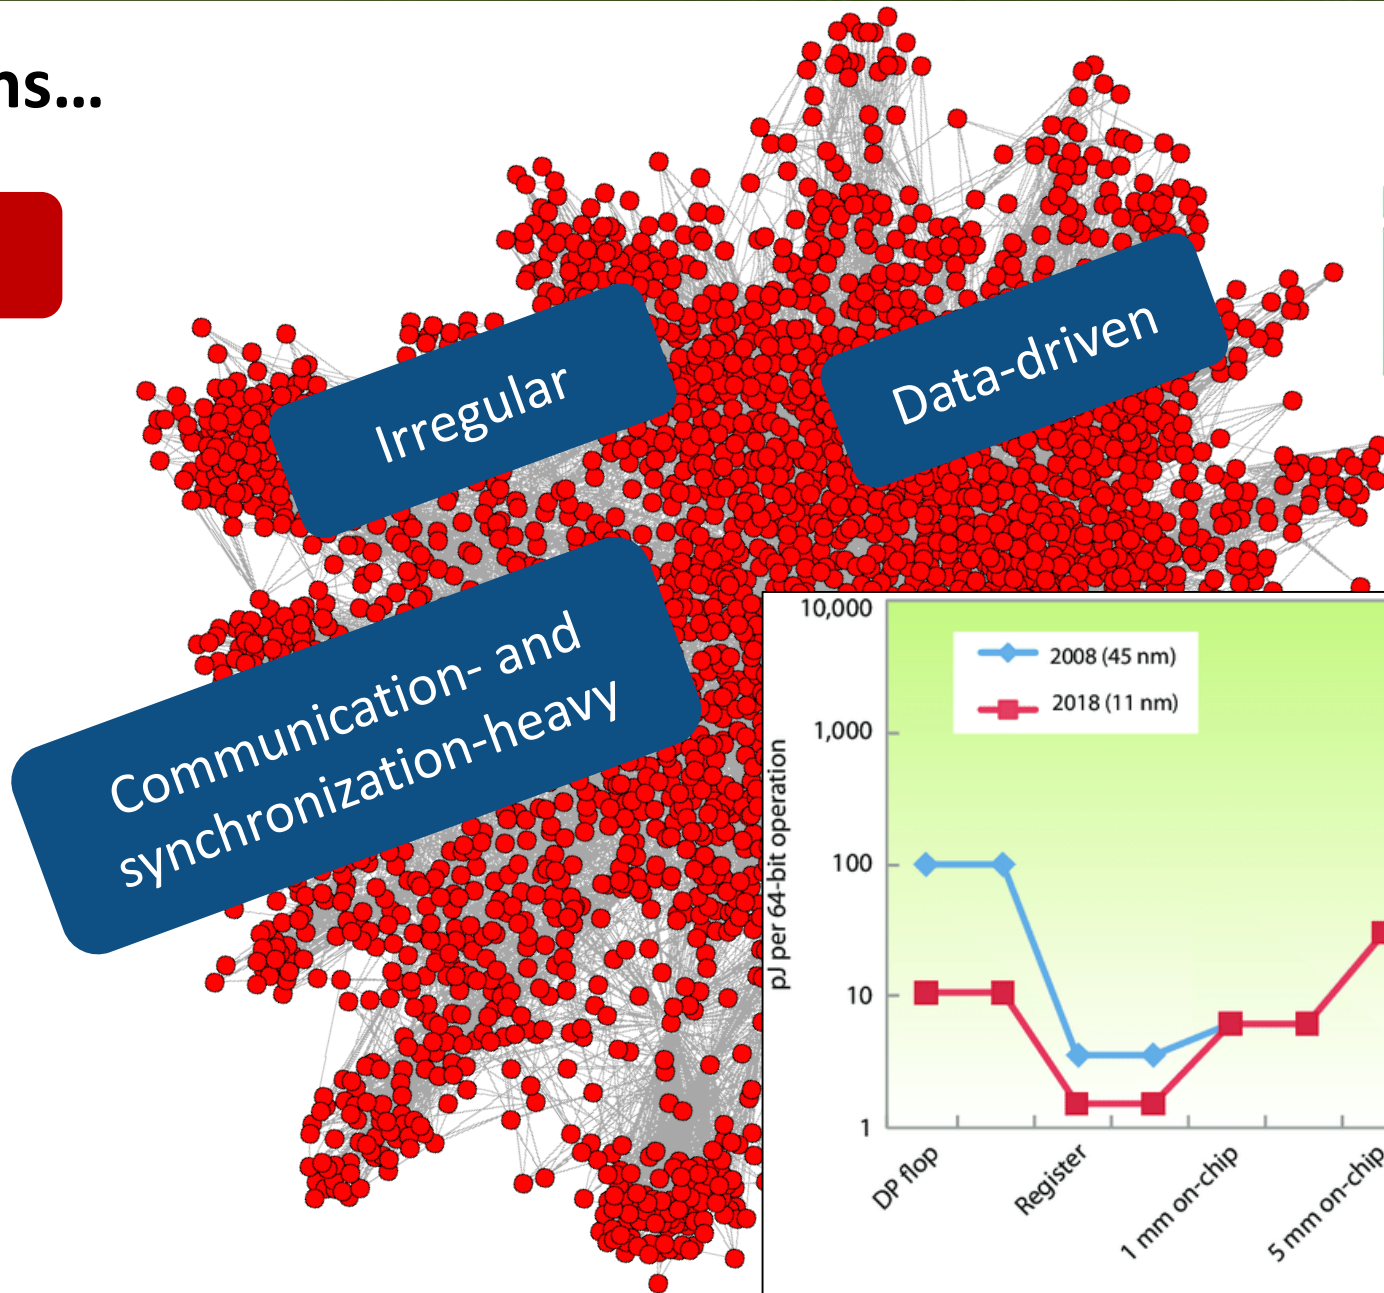 ns...
Irregular
Data-driven
Communication- and
synchronization-heavy
10,000
1,000
100
10
1
pJ per 64-bit operation
2008 (45 nm)
2018 (11 nm)
DP flop
Register
1 mm on-chip
5 mm on-chip